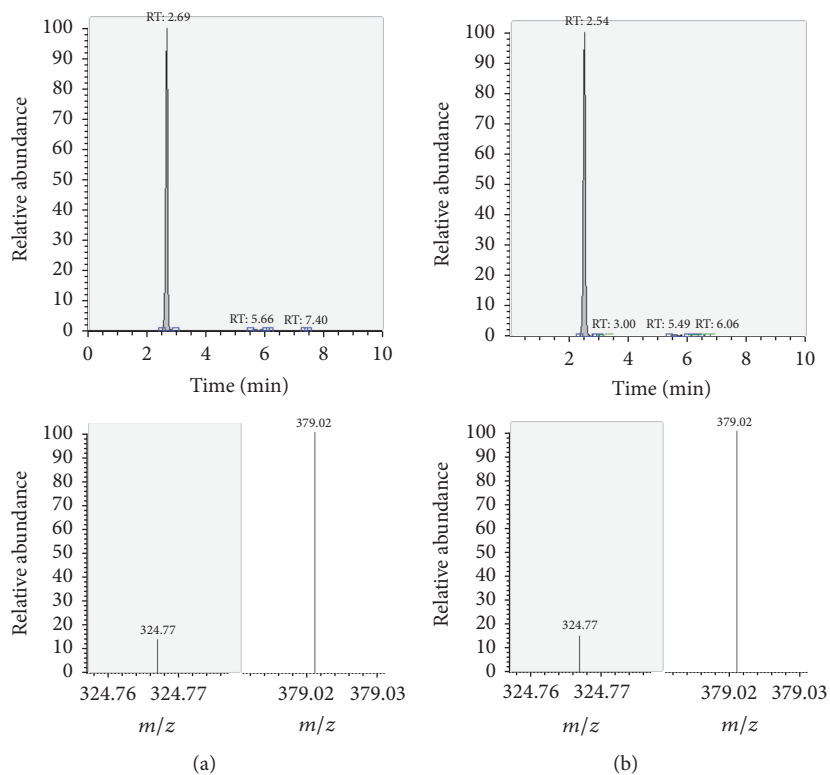 RT: 2.69
100
90
80
70
60
50
40
30
20
10
0
Relative abundance
RT: 5.66 RT: 7.40
0 2 4 6 8 10
Time (min)
RT: 2.54
100
90
80
70
60
50
40
30
20
10
0
Relative abundance
RT: 3.00 RT: 5.49 RT: 6.06
2 4 6 8 10
Time (min)
379.02
100
90
80
70
60
50
40
30
20
10
0
Relative abundance
324.77
324.76 324.77 379.02 379.03
m/z m/z
(a)
379.02
100
90
80
70
60
50
40
30
20
10
0
Relative abundance
324.77
324.76 324.77 379.02 379.03
m/z m/z
(b)